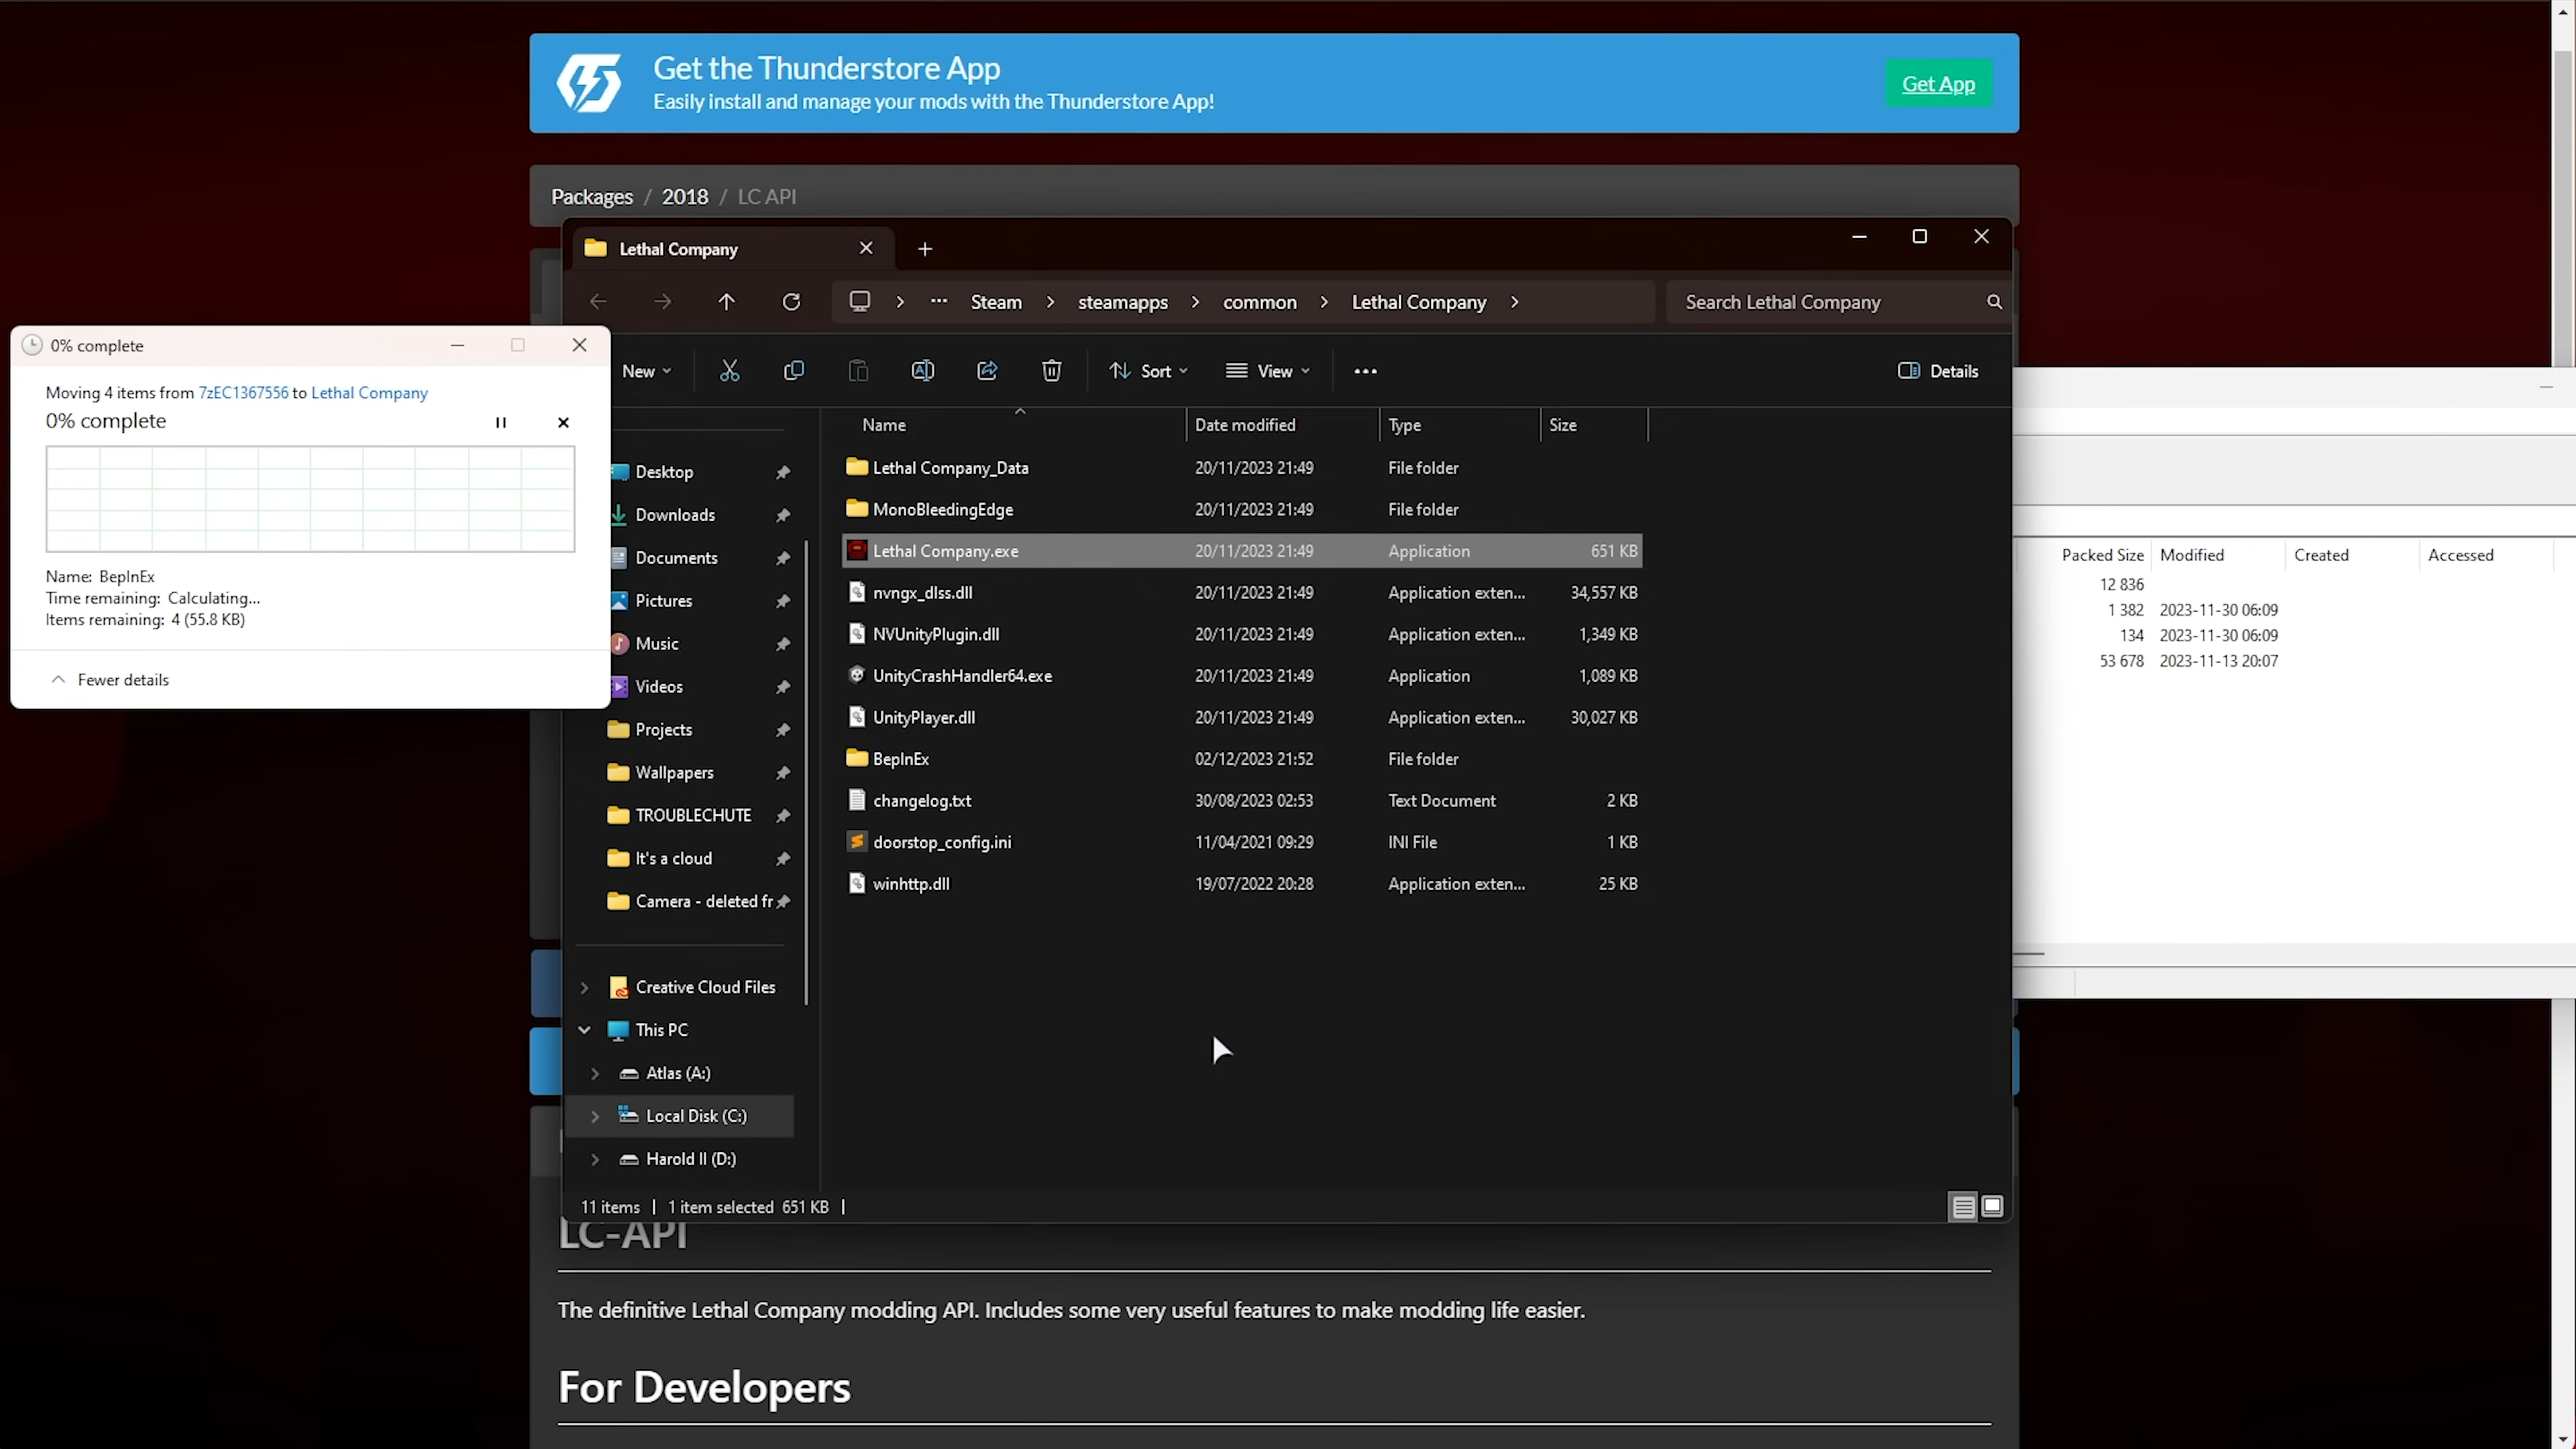 Get the Thunderstore App
Easily install and manage your mods with the Thunderstore App!
Get App
Packages / 2018 / LC API
Lethal Company
Steam > steamapps > common > Lethal Company >
Search Lethal Company
New
Sort
View
Details
0% complete
Moving 4 items from 7zEC1367556 to Lethal Company
0% complete
Name: BepInEx
Time remaining: Calculating...
Items remaining: 4 (55.8 KB)
Fewer details
Desktop
Downloads
Documents
Pictures
Music
Videos
Projects
Wallpapers
TROUBLECHUTE
It's a cloud
Camera - deleted fr
Creative Cloud Files
This PC
Atlas (A:)
Local Disk (C:)
Harold II (D:)
Name Date modified Type Size
Lethal Company_Data 20/11/2023 21:49 File folder
MonoBleedingEdge 20/11/2023 21:49 File folder
Lethal Company.exe 20/11/2023 21:49 Application 651 KB
nvngx_dlss.dll 20/11/2023 21:49 Application exten... 34,557 KB
NVUnityPlugin.dll 20/11/2023 21:49 Application exten... 1,349 KB
UnityCrashHandler64.exe 20/11/2023 21:49 Application 1,089 KB
UnityPlayer.dll 20/11/2023 21:49 Application exten... 30,027 KB
BepInEx 02/12/2023 21:52 File folder
changelog.txt 30/08/2023 02:53 Text Document 2 KB
doorstop_config.ini 11/04/2021 09:29 INI File 1 KB
winhttp.dll 19/07/2022 20:28 Application exten... 25 KB
11 items | 1 item selected 651 KB |
Packed Size Modified Created Accessed
12 836
1 382 2023-11-30 06:09
134 2023-11-30 06:09
53 678 2023-11-13 20:07
LC-API
The definitive Lethal Company modding API. Includes some very useful features to make modding life easier.
For Developers